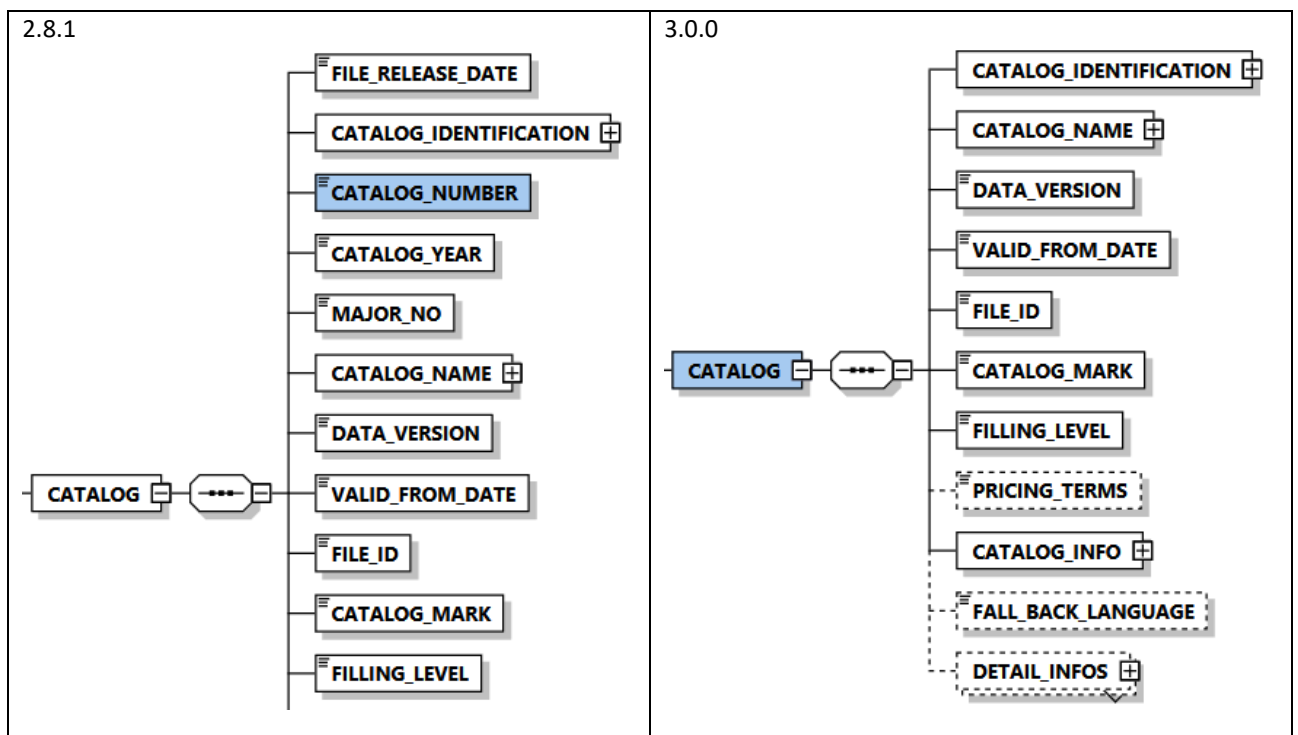 2.8.1
FILE_RELEASE_DATE
CATALOG_IDENTIFICATION
CATALOG_NUMBER
CATALOG_YEAR
MAJOR_NO
CATALOG_NAME
DATA_VERSION
CATALOG
VALID_FROM_DATE
FILE_ID
CATALOG_MARK
FILLING_LEVEL
3.0.0
CATALOG_IDENTIFICATION
CATALOG_NAME
DATA_VERSION
VALID_FROM_DATE
FILE_ID
CATALOG
CATALOG_MARK
FILLING_LEVEL
PRICING_TERMS
CATALOG_INFO
FALL_BACK_LANGUAGE
DETAIL_INFOS